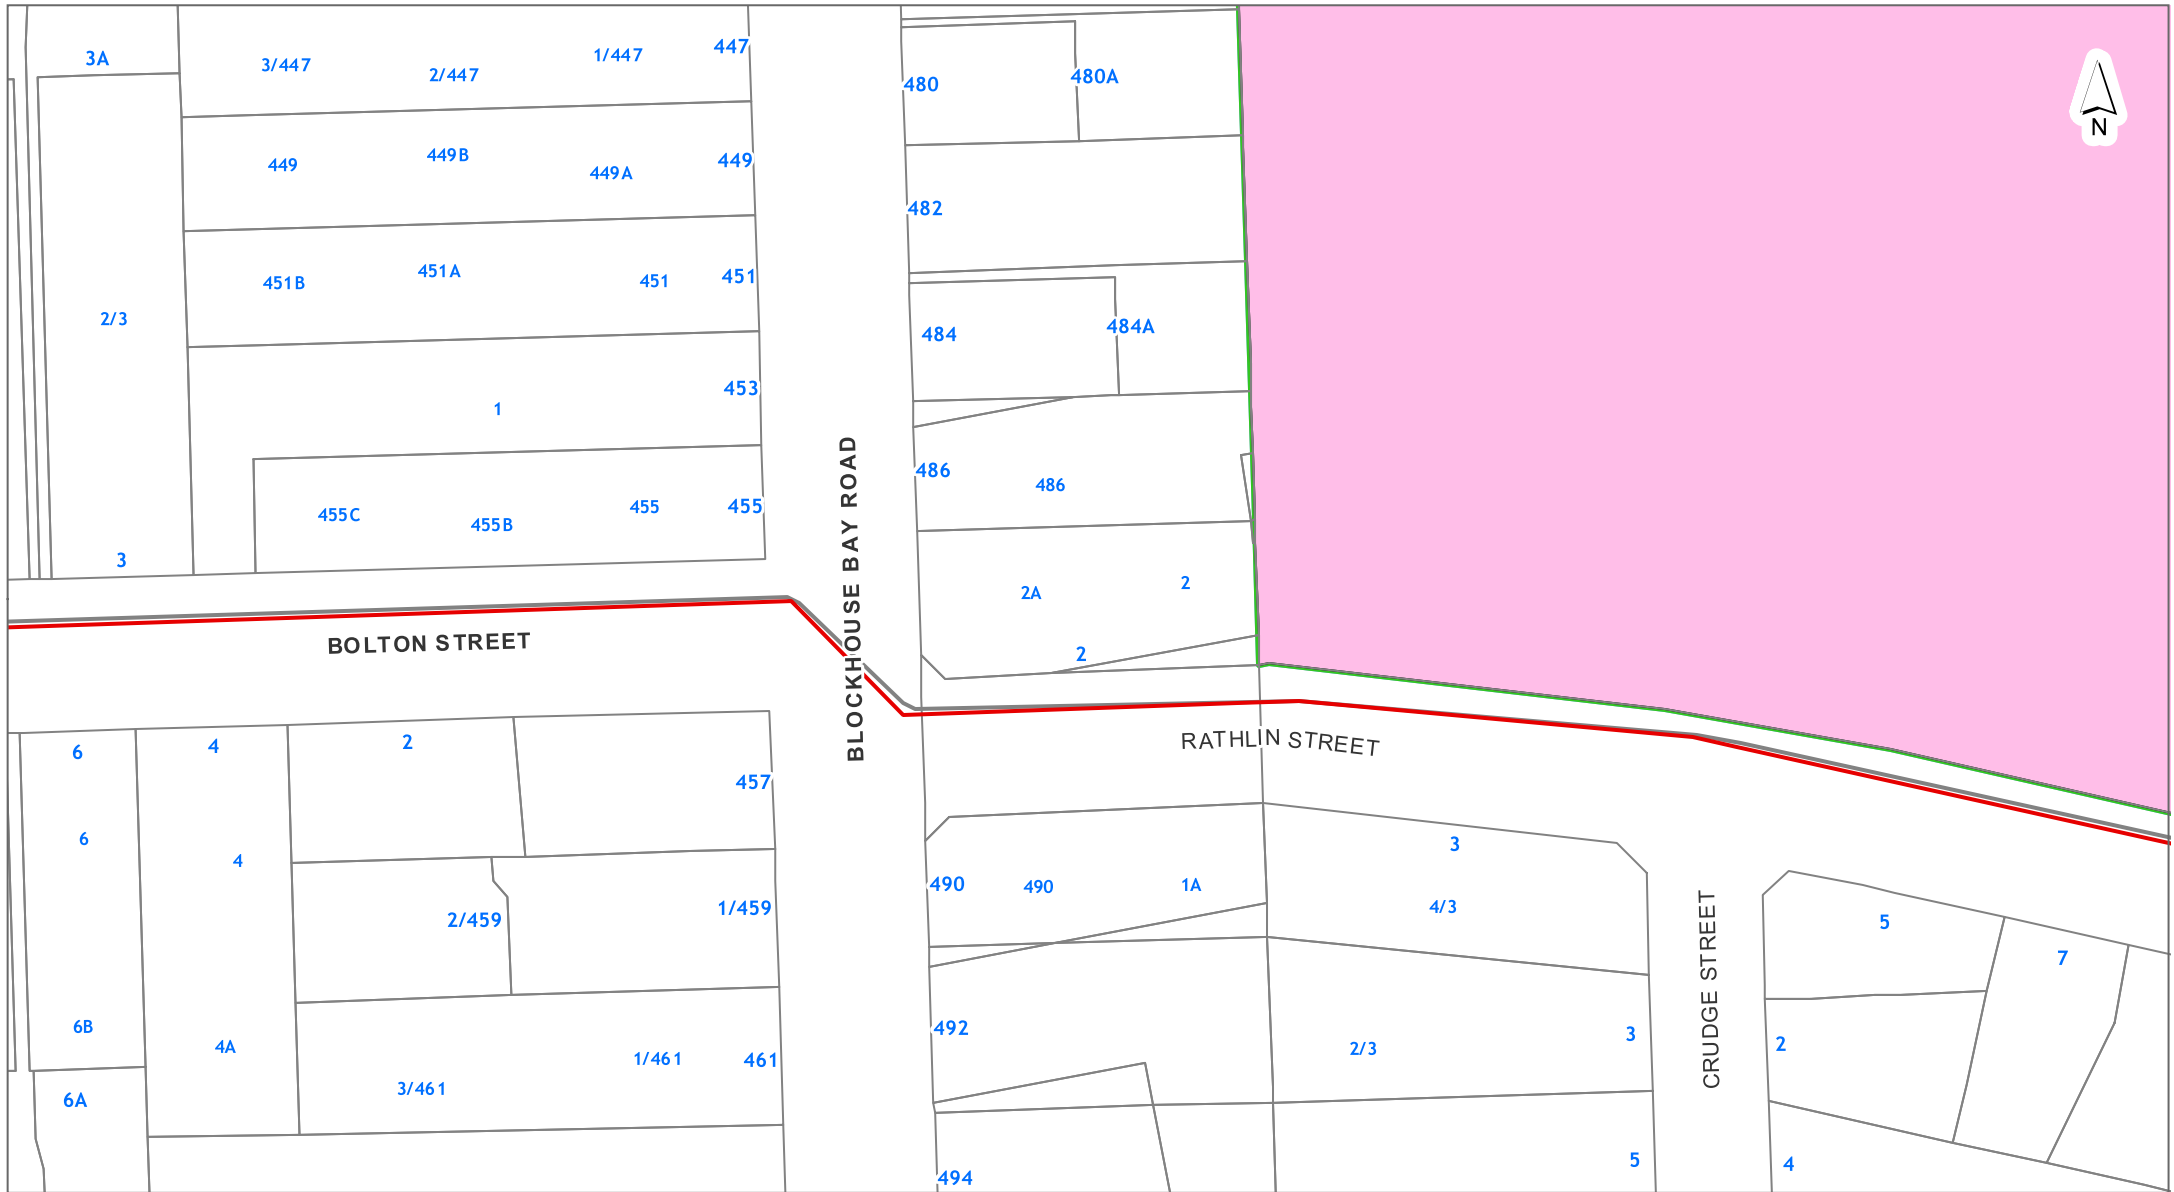 3A
3/447
2/447
1/447
447
480
480A
N
449
449B
449A
449
482
451B
451A
451
451
2/3
484
484A
1
453
486
486
455C
455B
455
455
3
2A
2
2
BOLTON STREET
BLOCKHOUSE BAY ROAD
RATHLIN STREET
6
4
2
457
6
4
2/459
1/459
490
490
1A
3
4/3
CRUDGE STREET
5
7
6B
4A
3/461
1/461
461
492
2/3
3
2
6A
494
5
4